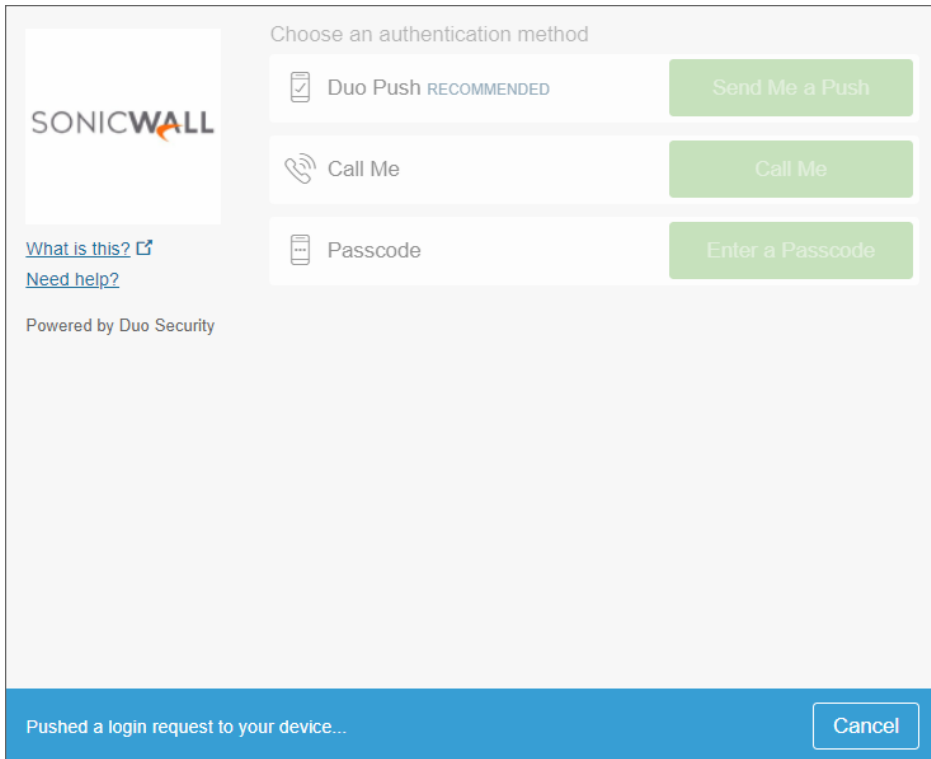 Choose an authentication method
SONICWALL
Duo Push RECOMMENDED
Send Me a Push
Call Me
Call Me
Passcode
Enter a Passcode
What is this?
Need help?
Powered by Duo Security
Pushed a login request to your device...
Cancel